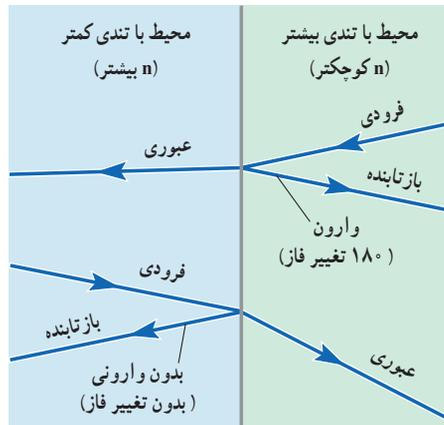 محیط با تندی بیشتر
(n کوچکتر)
محیط با تندی کمتر
(n بیشتر)
فرودی
بازتابنده
وارون
(۱۸۰ تغییر فاز)
عبوری
فرودی
بازتابنده
بدون وارونی
(بدون تغییر فاز)
عبوری